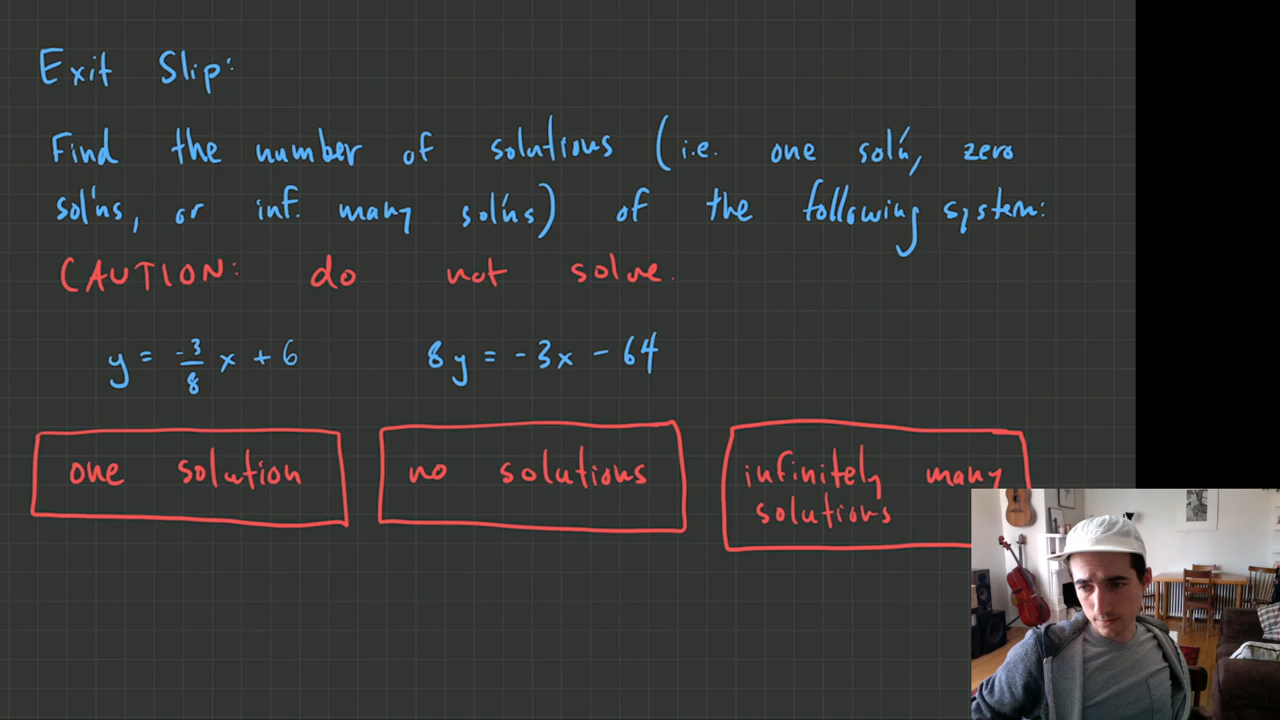 Exit Slip:
Find the number of solutions (i.e. one sol'n, zero
sol'ns, or inf. many sol'ns) of the following system:
CAUTION: do not solve.
y = -3/8 x + 6 8y = -3x - 64
one solution no solutions infinitely many
solutions